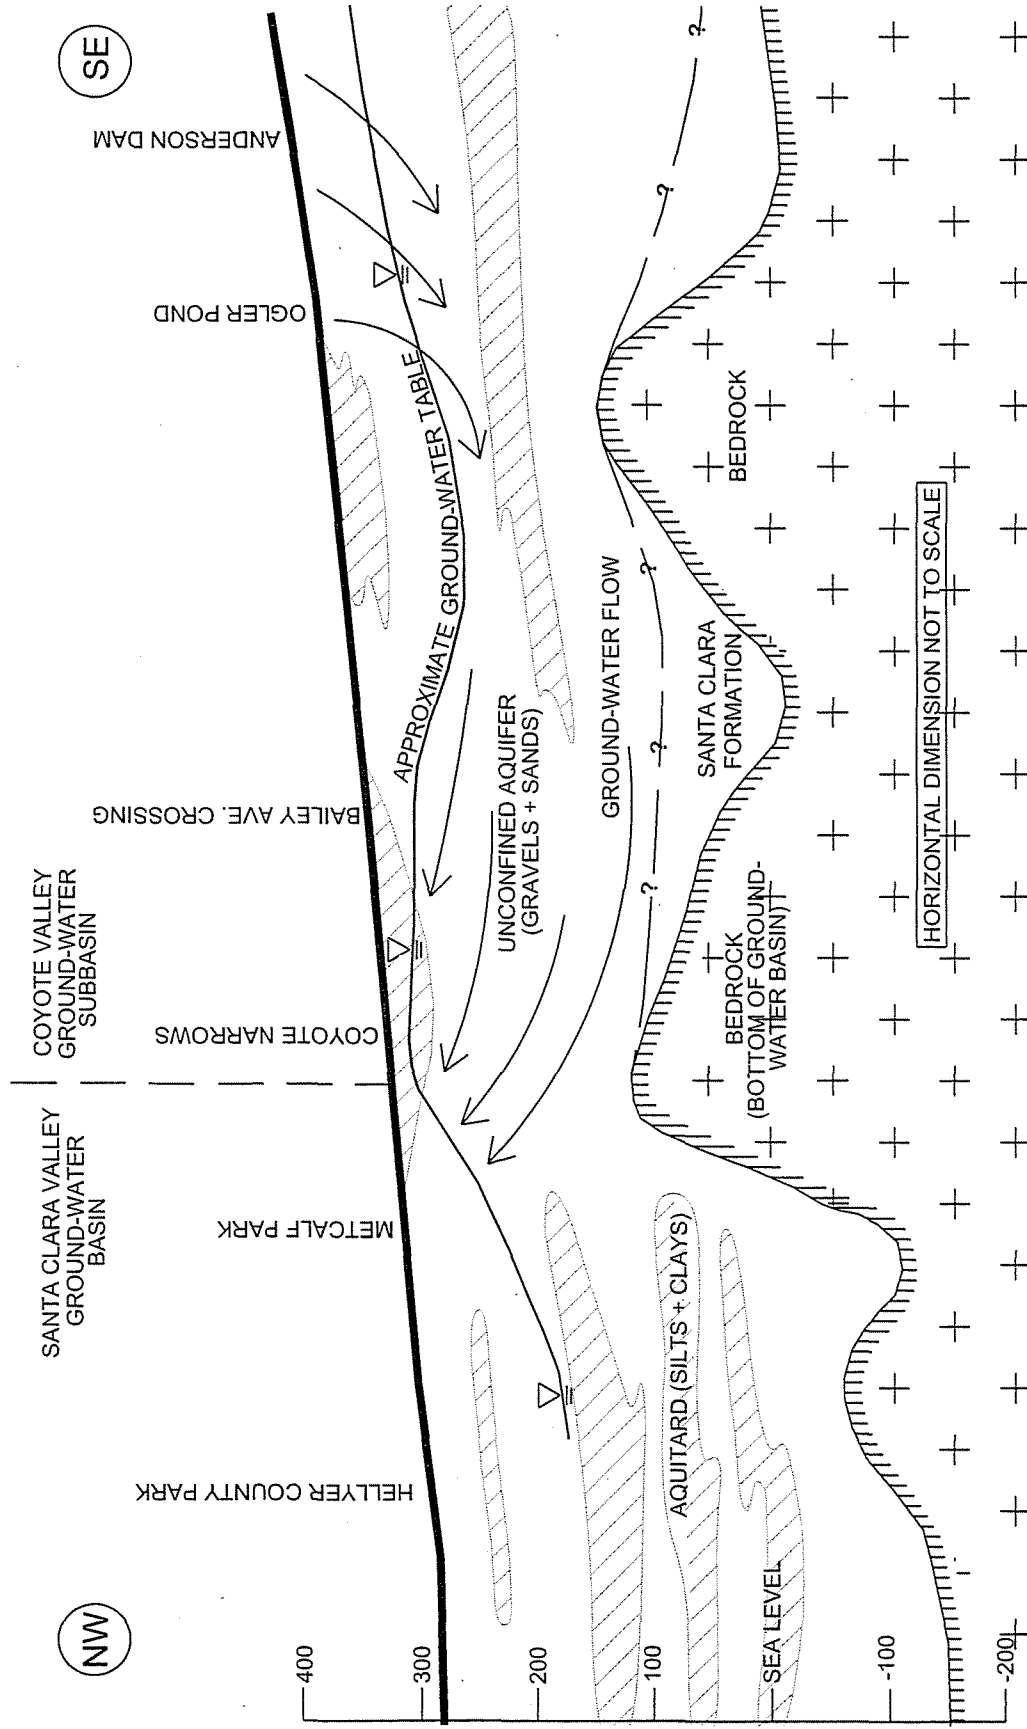 NW
SE
SANTA CLARA VALLEY
GROUND-WATER
BASIN
COYOTE VALLEY
GROUND-WATER
SUBBASIN
HELLYER COUNTY PARK
METCALF PARK
COYOTE NARROWS
BAILEY AVE. CROSSING
OGLER POND
ANDERSON DAM
400
300
200
100
SEA LEVEL
-100
-200
APPROXIMATE GROUND-WATER TABLE
UNCONFINED AQUIFER
(GRAVELS + SANDS)
GROUND-WATER FLOW
AQUITARD (SILTS + CLAYS)
?
?
?
?
?
SANTA CLARA
FORMATION
BEDROCK
(BOTTOM OF GROUND-
WATER BASIN)
BEDROCK
HORIZONTAL DIMENSION NOT TO SCALE